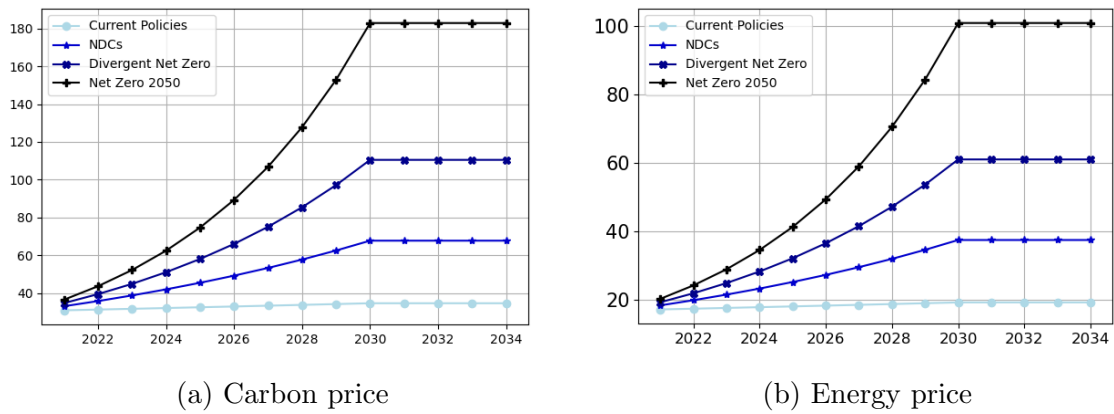 Current Policies
NDCs
Divergent Net Zero
Net Zero 2050
180
160
140
120
100
80
60
40
2022 2024 2026 2028 2030 2032 2034
(a) Carbon price
Current Policies
NDCs
Divergent Net Zero
Net Zero 2050
100
80
60
40
20
2022 2024 2026 2028 2030 2032 2034
(b) Energy price